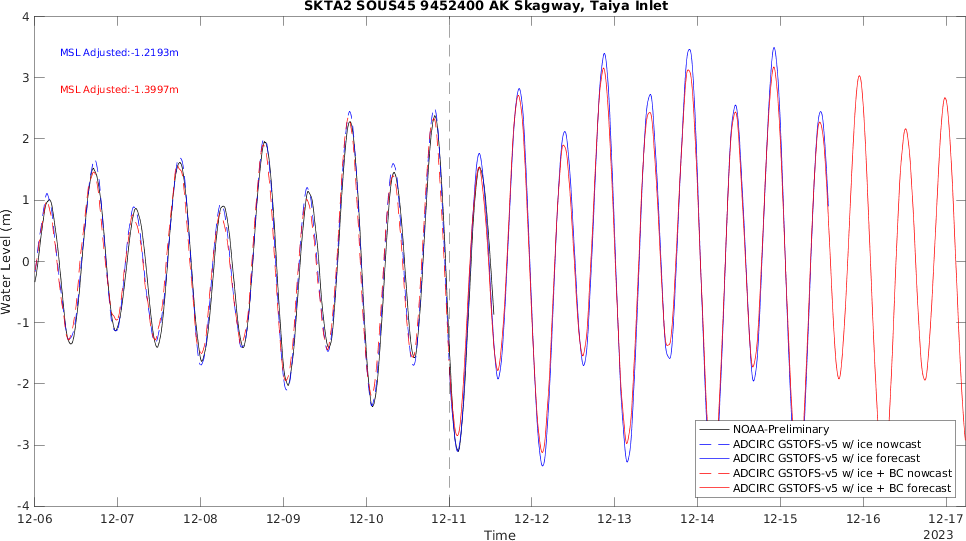 SKTA2 SOUS45 9452400 AK Skagway, Taiya Inlet
MSL Adjusted:-1.2193m
MSL Adjusted:-1.3997m
4
3
2
1
0
-1
-2
-3
-4
Water Level (m)
NOAA-Preliminary
ADCIRC GSTOFS-v5 w/ ice nowcast
ADCIRC GSTOFS-v5 w/ ice forecast
ADCIRC GSTOFS-v5 w/ ice + BC nowcast
ADCIRC GSTOFS-v5 w/ ice + BC forecast
12-06 12-07 12-08 12-09 12-10 12-11 12-12 12-13 12-14 12-15 12-16 12-17
Time
2023